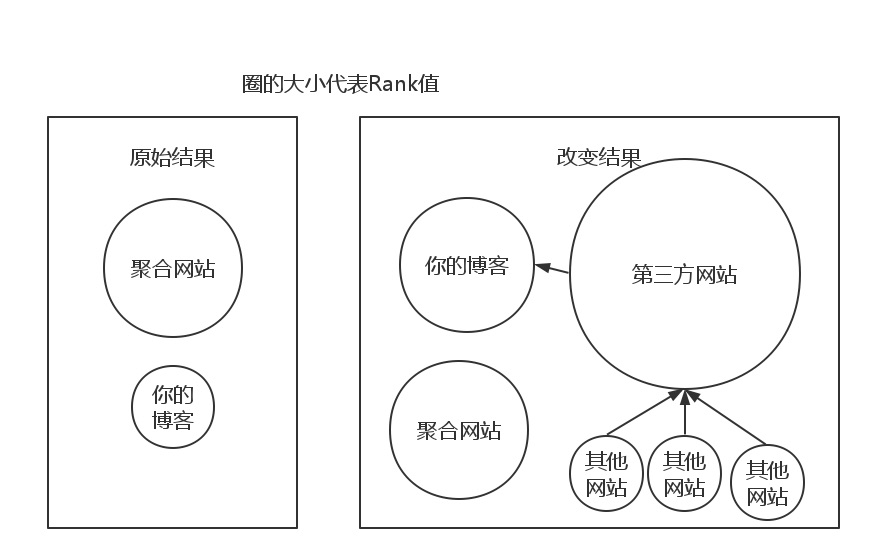 圈的大小代表Rank值
原始结果
聚合网站
你的
博客
改变结果
你的博客
第三方网站
聚合网站
其他
网站
其他
网站
其他
网站